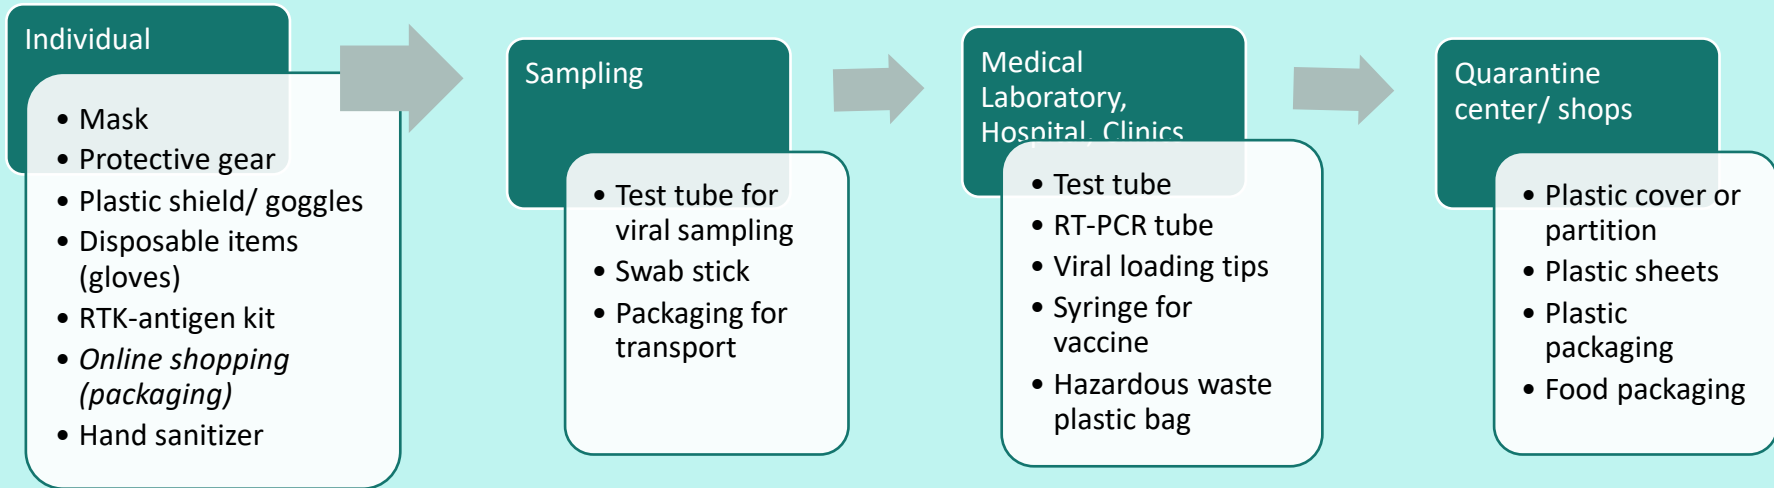 Individual
• Mask
• Protective gear
• Plastic shield/ goggles
• Disposable items
(gloves)
• RTK-antigen kit
• Online shopping
(packaging)
• Hand sanitizer
Sampling
• Test tube for
viral sampling
• Swab stick
• Packaging for
transport
Medical
Laboratory,
Hospital, Clinics
• Test tube
• RT-PCR tube
• Viral loading tips
• Syringe for
vaccine
• Hazardous waste
plastic bag
Quarantine
center/ shops
• Plastic cover or
partition
• Plastic sheets
• Plastic
packaging
• Food packaging